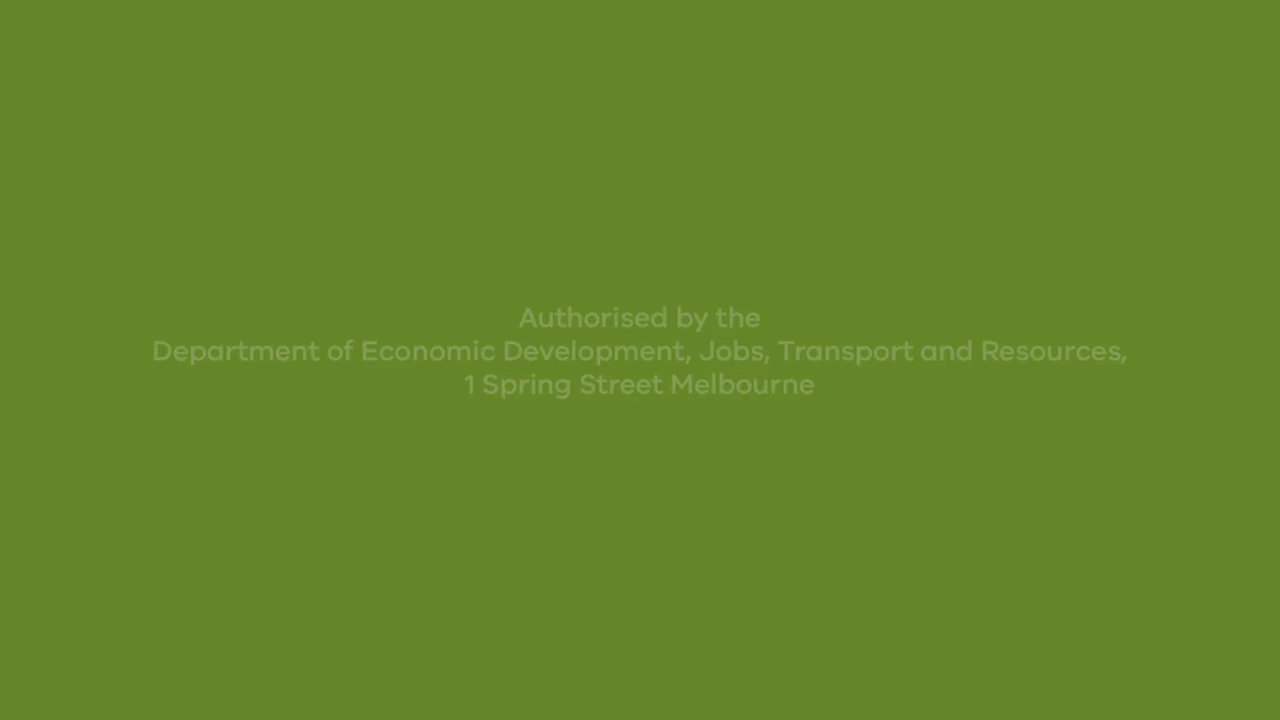 Authorised by the
Department of Economic Development, Jobs, Transport and Resources,
1 Spring Street Melbourne